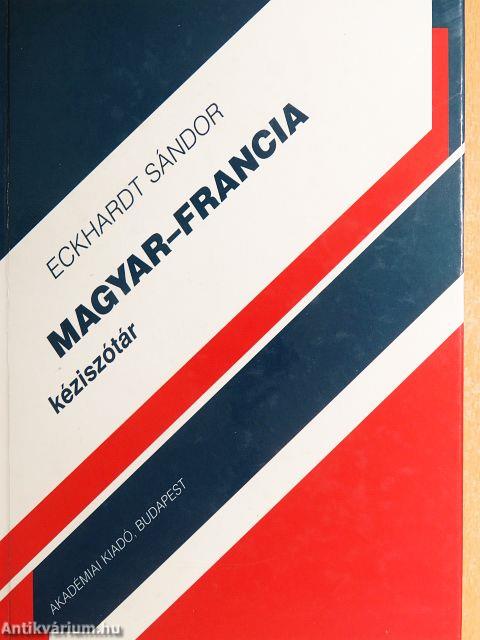 ECKHARDT SÁNDOR
MAGYAR–FRANCIA
kéziszótár
AKADÉMIAI KIADÓ, BUDAPEST
Antikvárium.hu